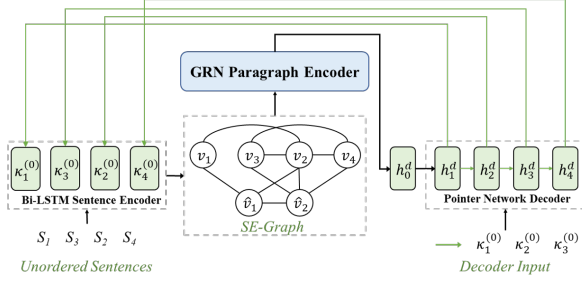 GRN Paragraph Encoder
κ₁⁽⁰⁾ κ₃⁽⁰⁾ κ₂⁽⁰⁾ κ₄⁽⁰⁾
Bi-LSTM Sentence Encoder
S₁ S₃ S₂ S₄
Unordered Sentences
v₁ v₃ v₂ v₄
v̂₁ v̂₂
SE-Graph
h₀ᵈ h₁ᵈ h₂ᵈ h₃ᵈ h₄ᵈ
Pointer Network Decoder
κ₁⁽⁰⁾ κ₂⁽⁰⁾ κ₃⁽⁰⁾
Decoder Input